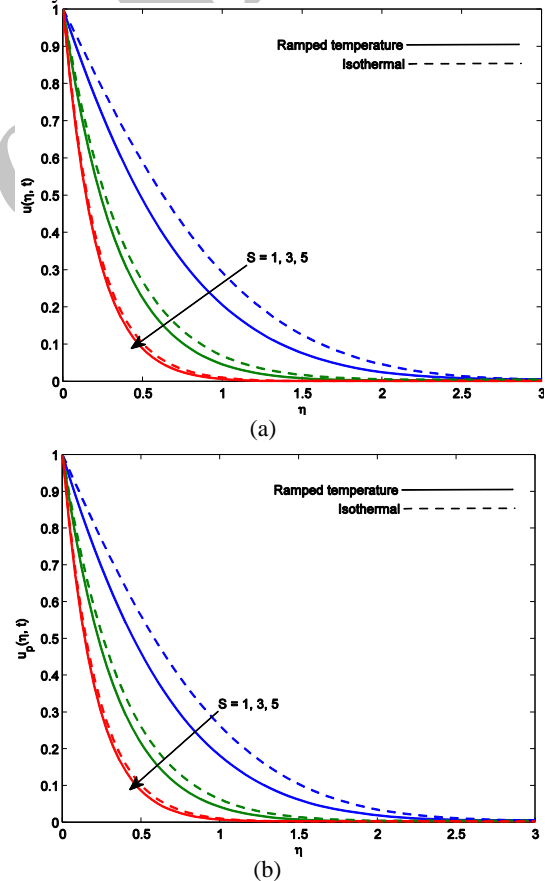 1
0.9
0.8
0.7
0.6
0.5
0.4
0.3
0.2
0.1
0
u(η, t)
Ramped temperature
Isothermal
S = 1, 3, 5
0 0.5 1 1.5 2 2.5 3
η
(a)
1
0.9
0.8
0.7
0.6
0.5
0.4
0.3
0.2
0.1
0
u_p(η, t)
Ramped temperature
Isothermal
S = 1, 3, 5
0 0.5 1 1.5 2 2.5 3
η
(b)